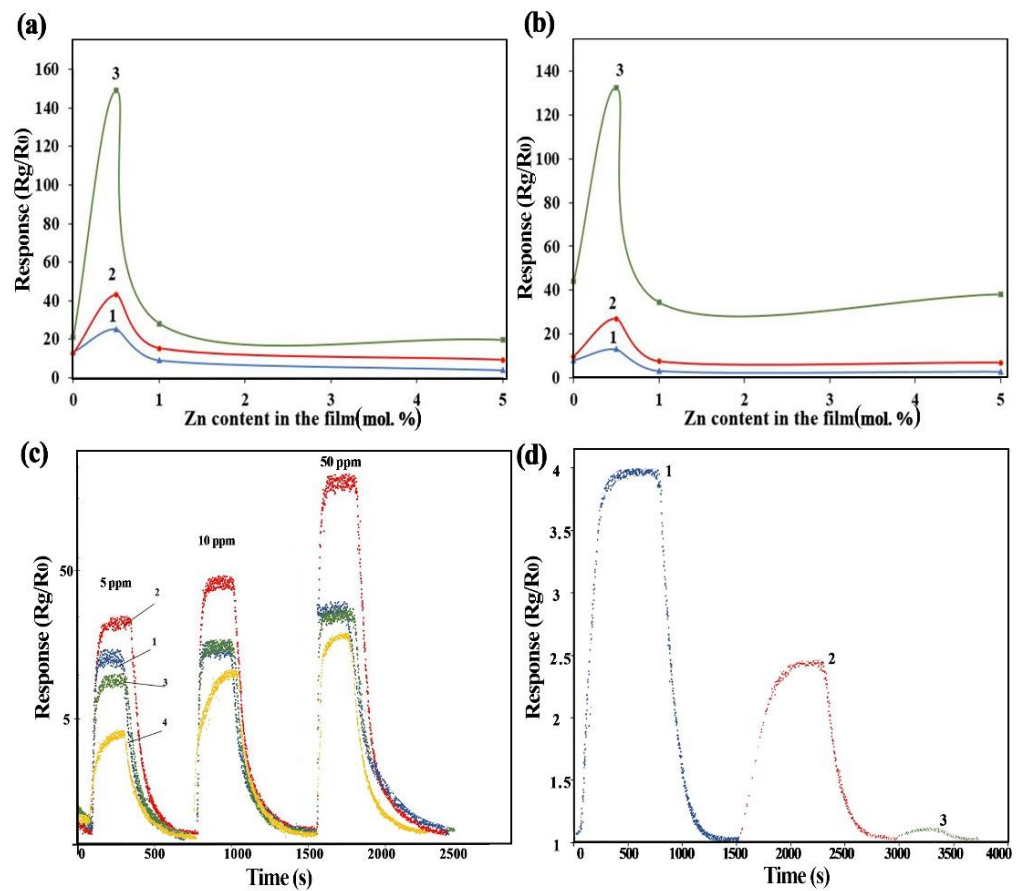 (a)
Response (Rg/Ro)
160
140
120
100
80
60
40
20
0
3
2
1
0 1 2 3 4 5
Zn content in the film(mol. %)
(b)
Response (Rg/Ro)
140
120
100
80
60
40
20
0
3
2
1
0 1 2 3 4 5
Zn content in the film(mol. %)
(c)
Response (Rg/Ro)
50
5
5 ppm
10 ppm
50 ppm
2
1
3
4
0 500 1000 1500 2000 2500
Time (s)
(d)
Response (Rg/Ro)
4
3.5
3
2.5
2
1.5
1
1
2
3
0 500 1000 1500 2000 2500 3000 3500 4000
Time (s)